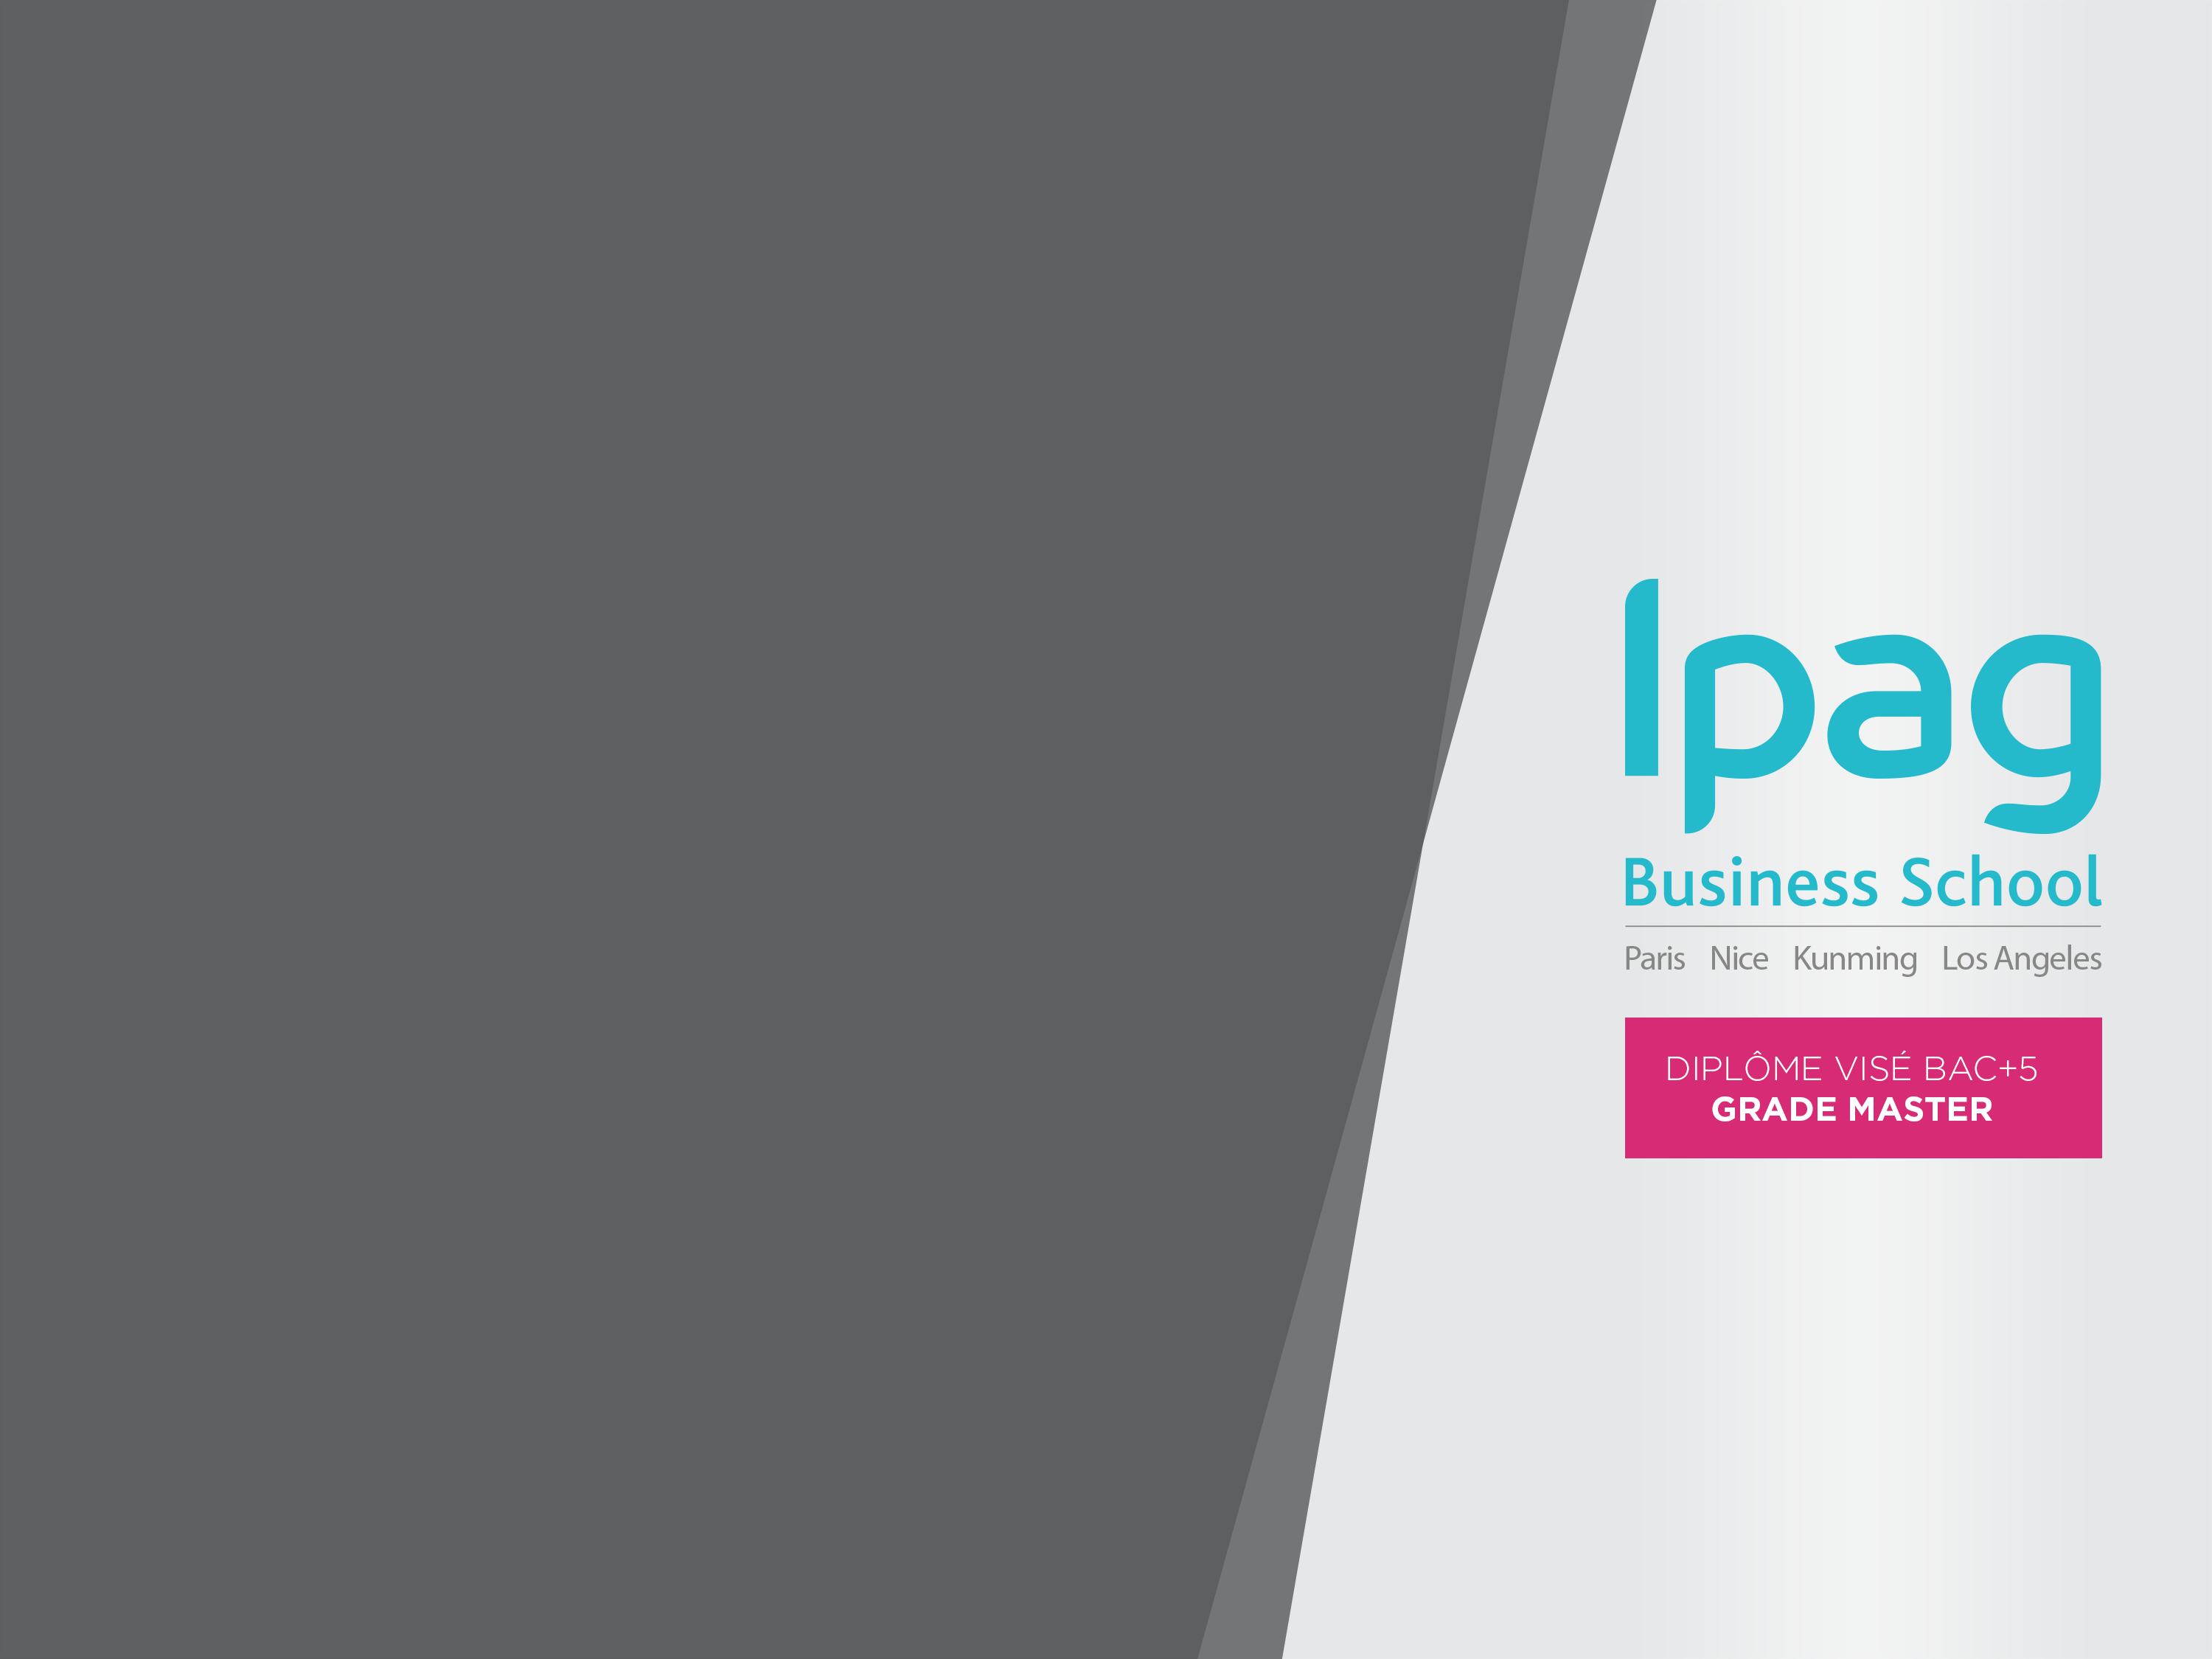 Ipag
Business School
Paris Nice Kunming Los Angeles
DIPLÔME VISÉ BAC+5
GRADE MASTER